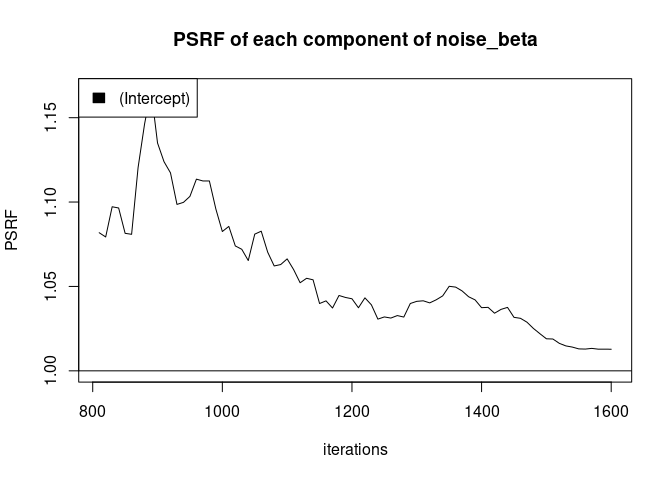 PSRF of each component of noise_beta
(Intercept)
PSRF
1.15
1.10
1.05
1.00
800 1000 1200 1400 1600
iterations